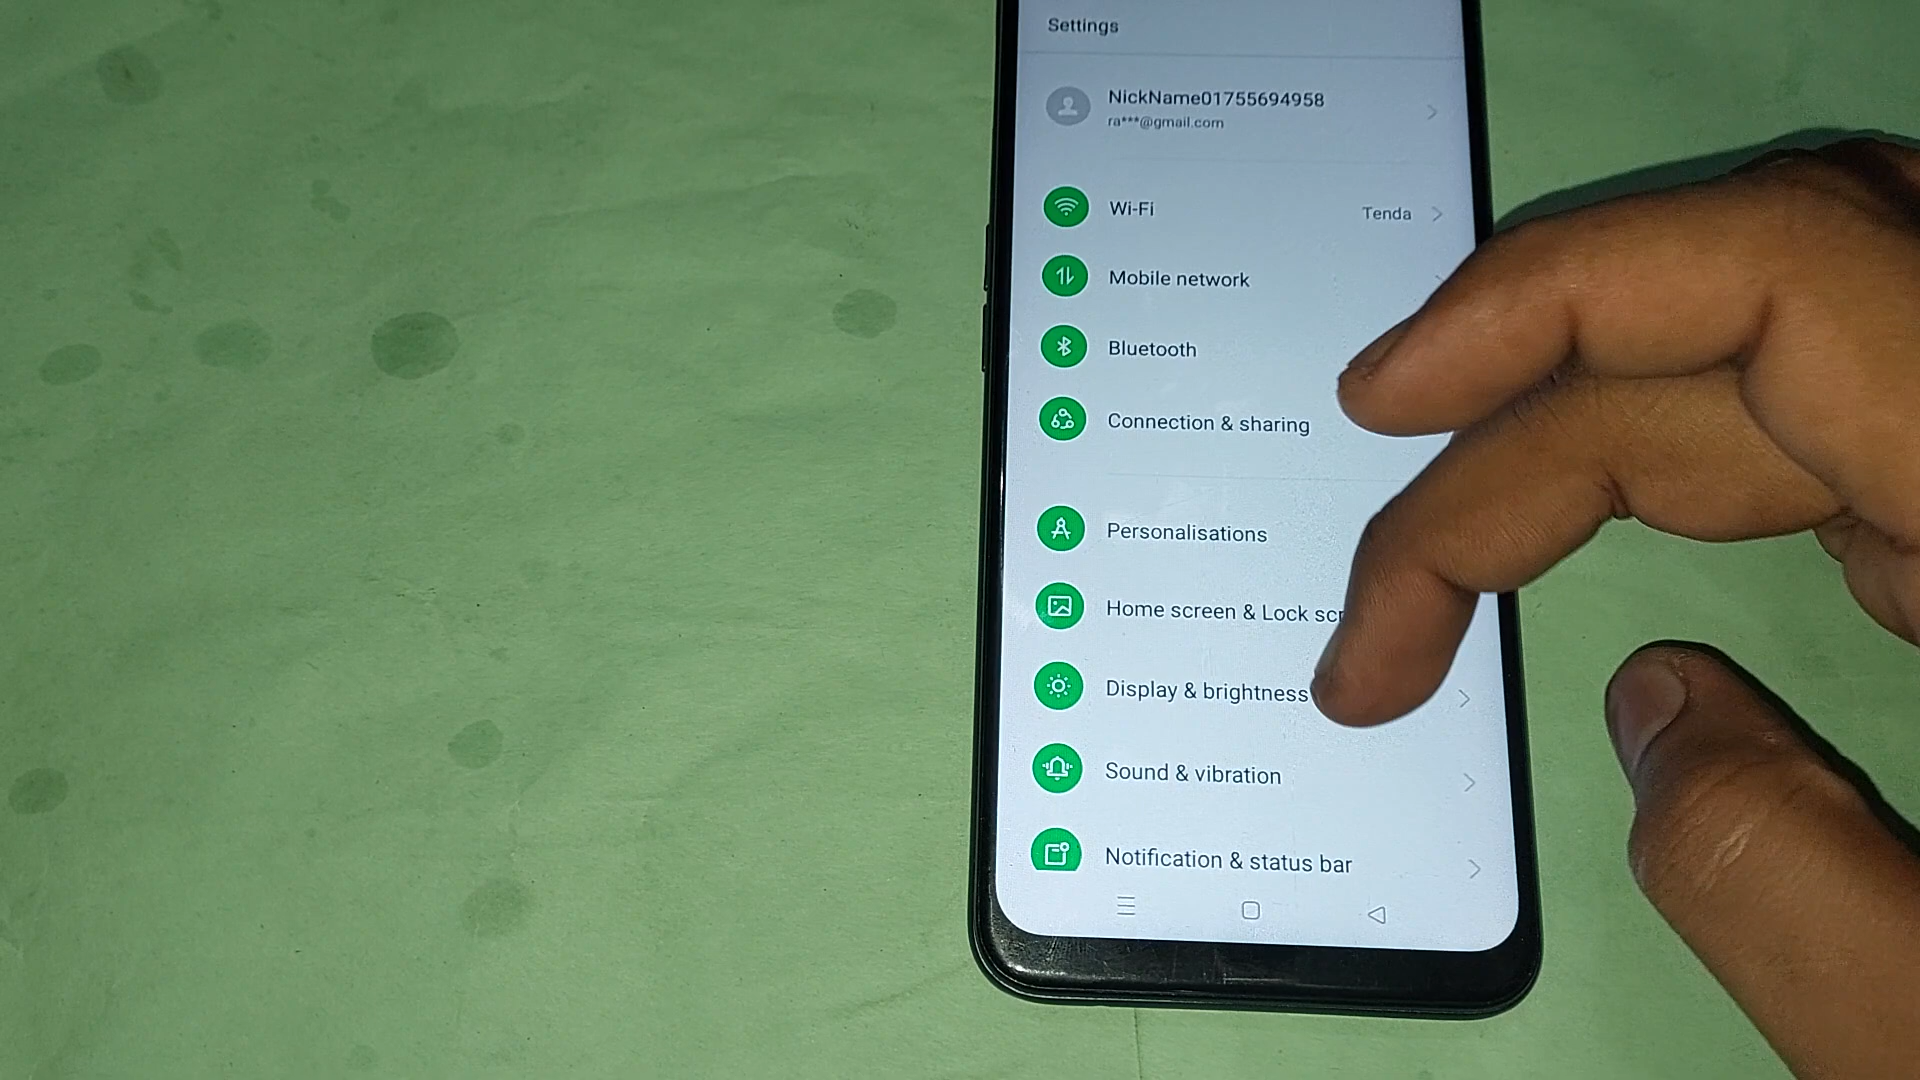 Settings
NickName01755694958
ra***@gmail.com
Wi-Fi
Tenda
Mobile network
Bluetooth
Connection & sharing
Personalisations
Home screen & Lock scr
Display & brightness
Sound & vibration
Notification & status bar